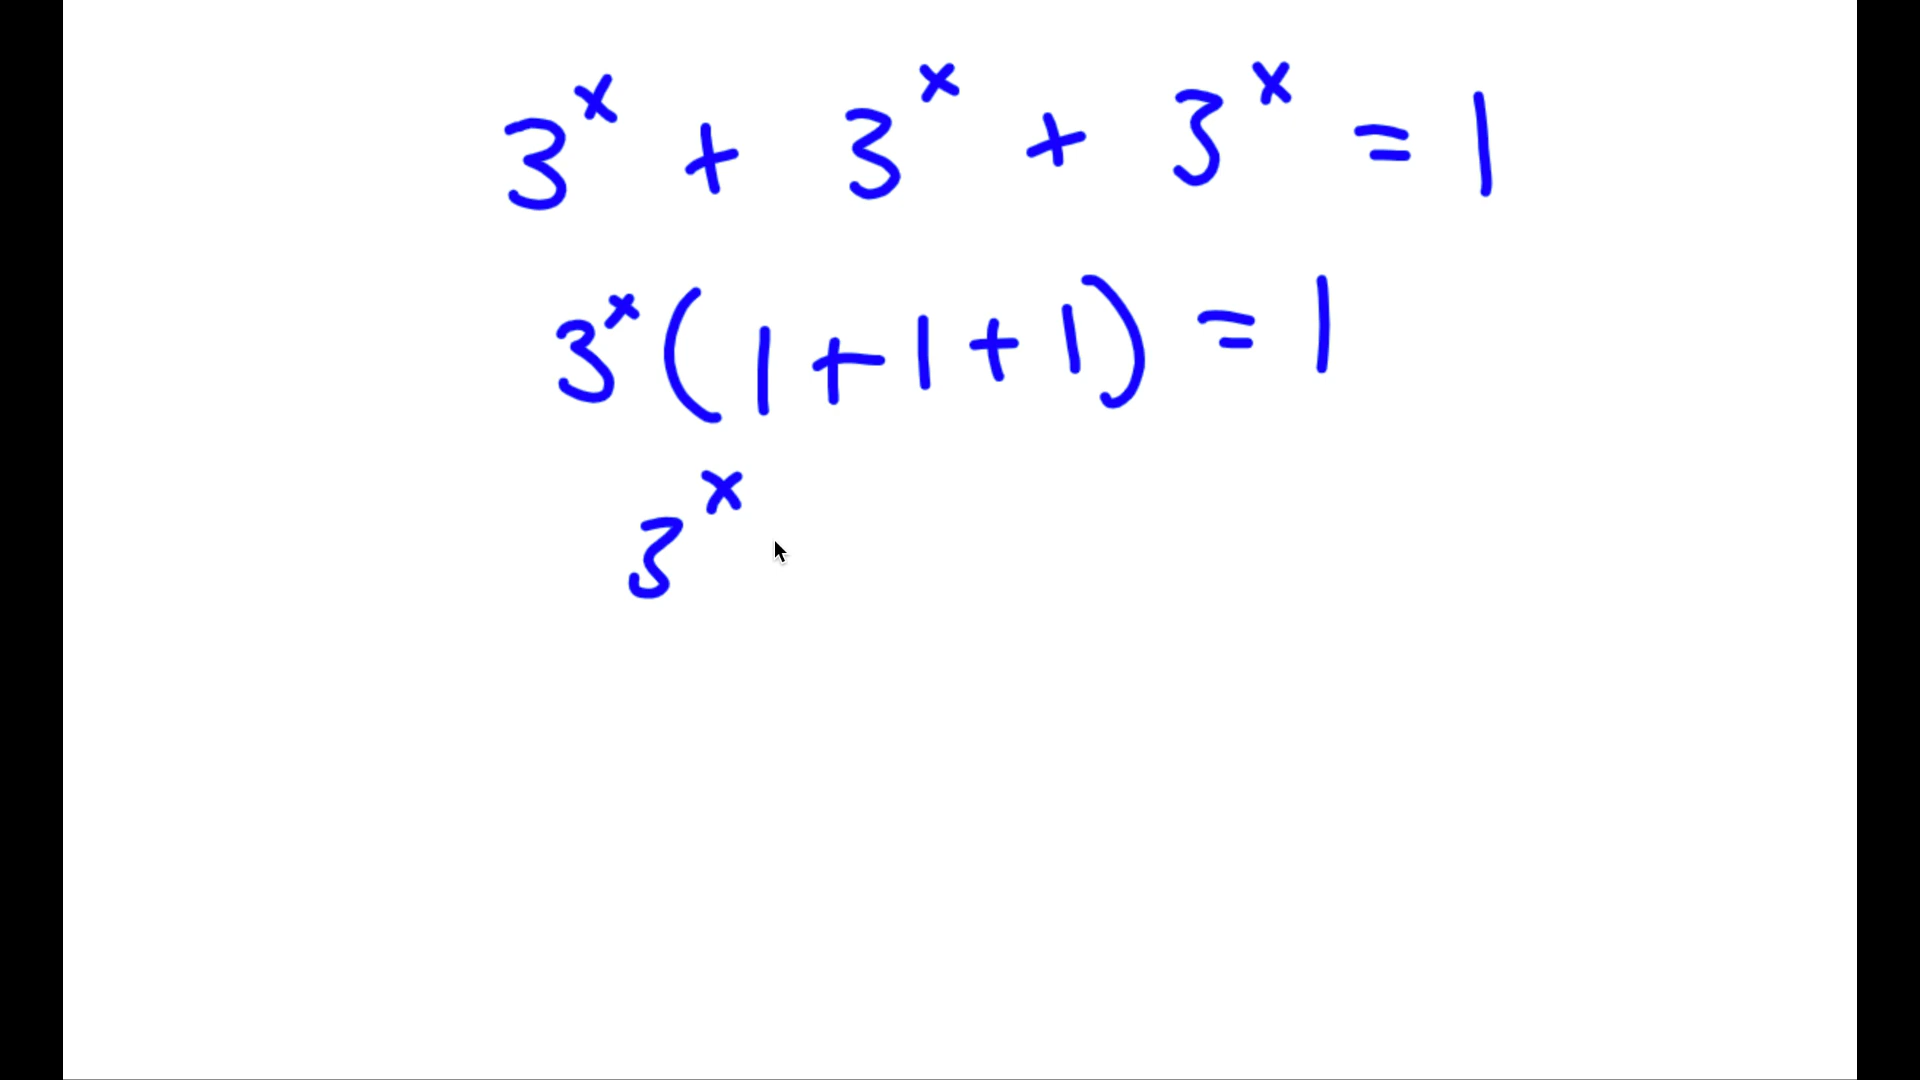 3^x + 3^x + 3^x = 1
3^x (1 + 1 + 1) = 1
3^x